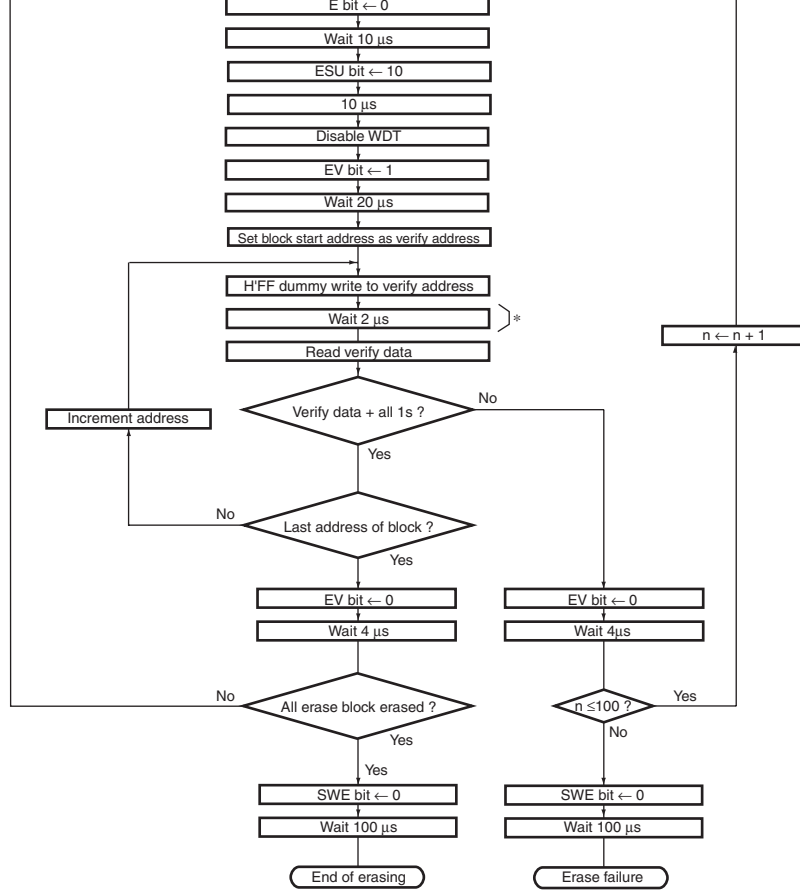 E bit ← 0
Wait 10 μs
ESU bit ← 10
10 μs
Disable WDT
EV bit ← 1
Wait 20 μs
Set block start address as verify address
H'FF dummy write to verify address
Wait 2 μs
*
n ← n + 1
Read verify data
No
Verify data + all 1s ?
Increment address
Yes
No
Last address of block ?
Yes
EV bit ← 0
EV bit ← 0
Wait 4 μs
Wait 4μs
No
All erase block erased ?
n ≤100 ?
Yes
Yes
No
Yes
SWE bit ← 0
SWE bit ← 0
Wait 100 μs
Wait 100 μs
End of erasing
Erase failure